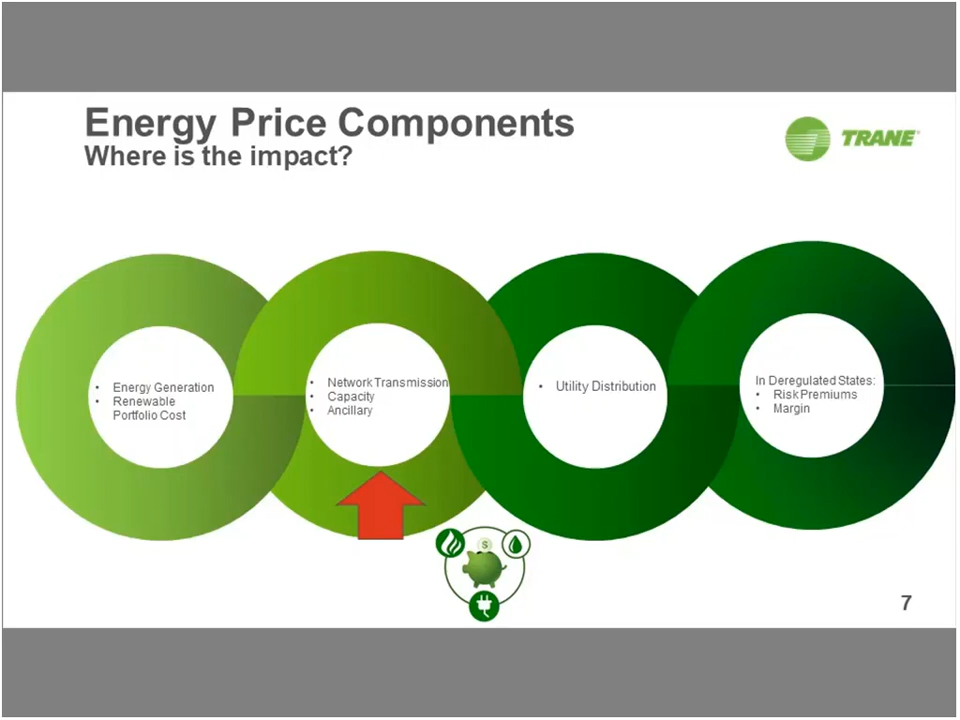 Energy Price Components
Where is the impact?
TRANE
• Energy Generation
• Renewable
Portfolio Cost
• Network Transmission
• Capacity
• Ancillary
• Utility Distribution
In Deregulated States:
• Risk Premiums
• Margin
$
7